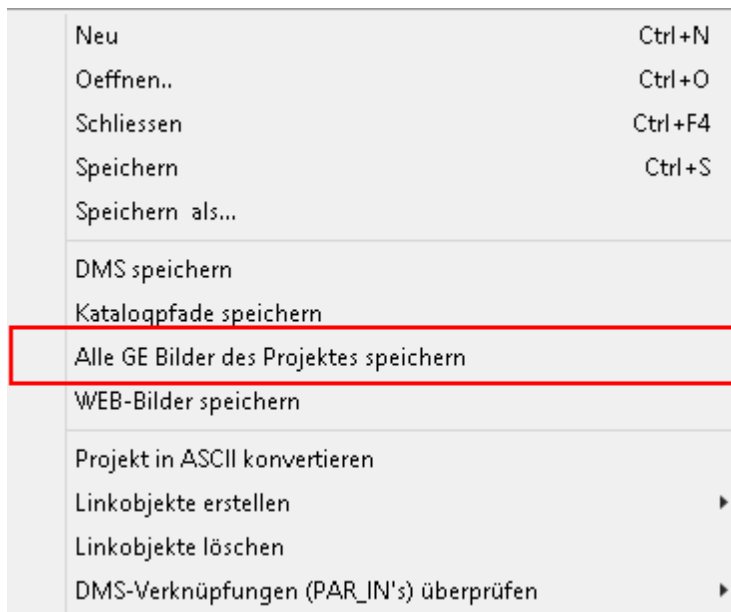 Neu Ctrl+N
Oeffnen.. Ctrl+O
Schliessen Ctrl+F4
Speichern Ctrl+S
Speichern als...
DMS speichern
Katalogpfade speichern
Alle GE Bilder des Projektes speichern
WEB-Bilder speichern
Projekt in ASCII konvertieren
Linkobjekte erstellen
Linkobjekte löschen
DMS-Verknüpfungen (PAR_IN's) überprüfen